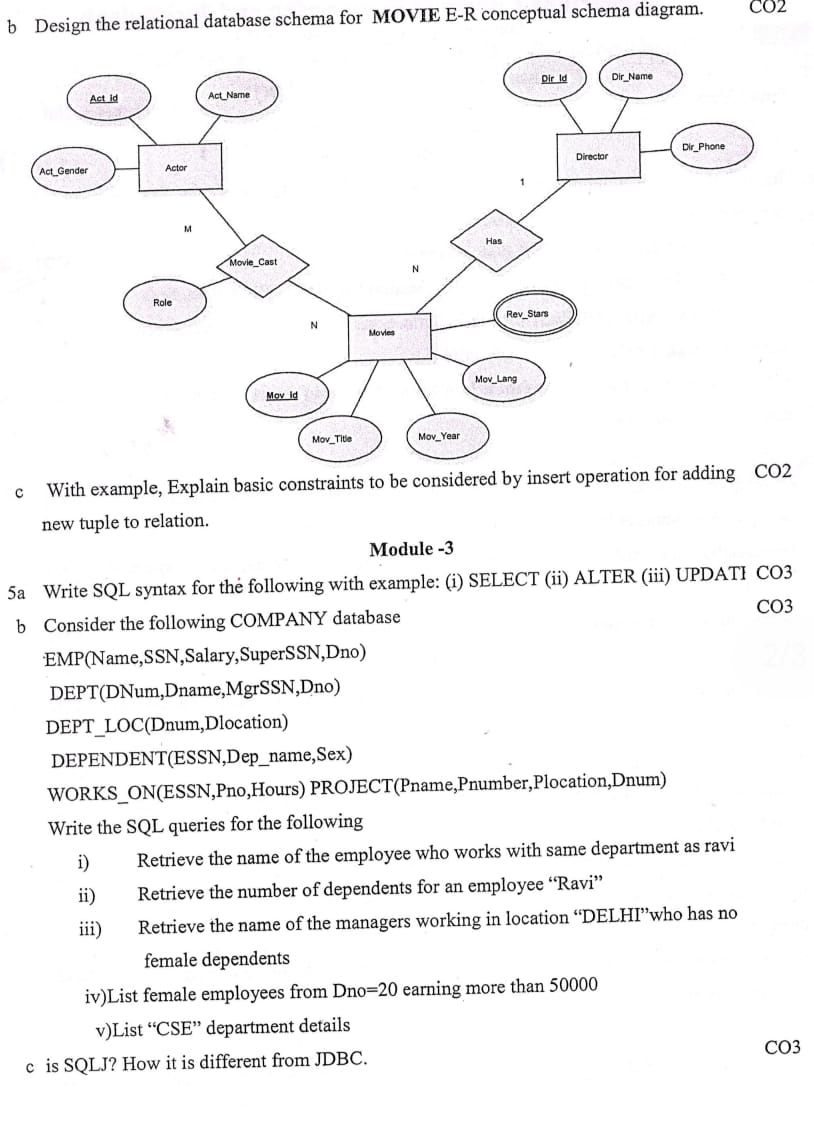 b Design the relational database schema for MOVIE E-R conceptual schema diagram. CO2
Act_Id
Act_Name
Dir_Id
Dir_Name
Act_Gender
Actor
Director
Dir_Phone
1
M
Movie_Cast
Has
N
Role
N
Movies
Rev_Stars
Mov_Id
Mov_Lang
Mov_Title
Mov_Year
c With example, Explain basic constraints to be considered by insert operation for adding CO2
new tuple to relation.
Module -3
5a Write SQL syntax for the following with example: (i) SELECT (ii) ALTER (iii) UPDATI CO3
b Consider the following COMPANY database CO3
EMP(Name,SSN,Salary,SuperSSN,Dno)
2/3
DEPT(DNum,Dname,MgrSSN,Dno)
DEPT_LOC(Dnum,Dlocation)
DEPENDENT(ESSN,Dep_name,Sex)
WORKS_ON(ESSN,Pno,Hours) PROJECT(Pname,Pnumber,Plocation,Dnum)
Write the SQL queries for the following
i) Retrieve the name of the employee who works with same department as ravi
ii) Retrieve the number of dependents for an employee “Ravi”
iii) Retrieve the name of the managers working in location “DELHI”who has no
female dependents
iv)List female employees from Dno=20 earning more than 50000
v)List “CSE” department details
c is SQLJ? How it is different from JDBC. CO3